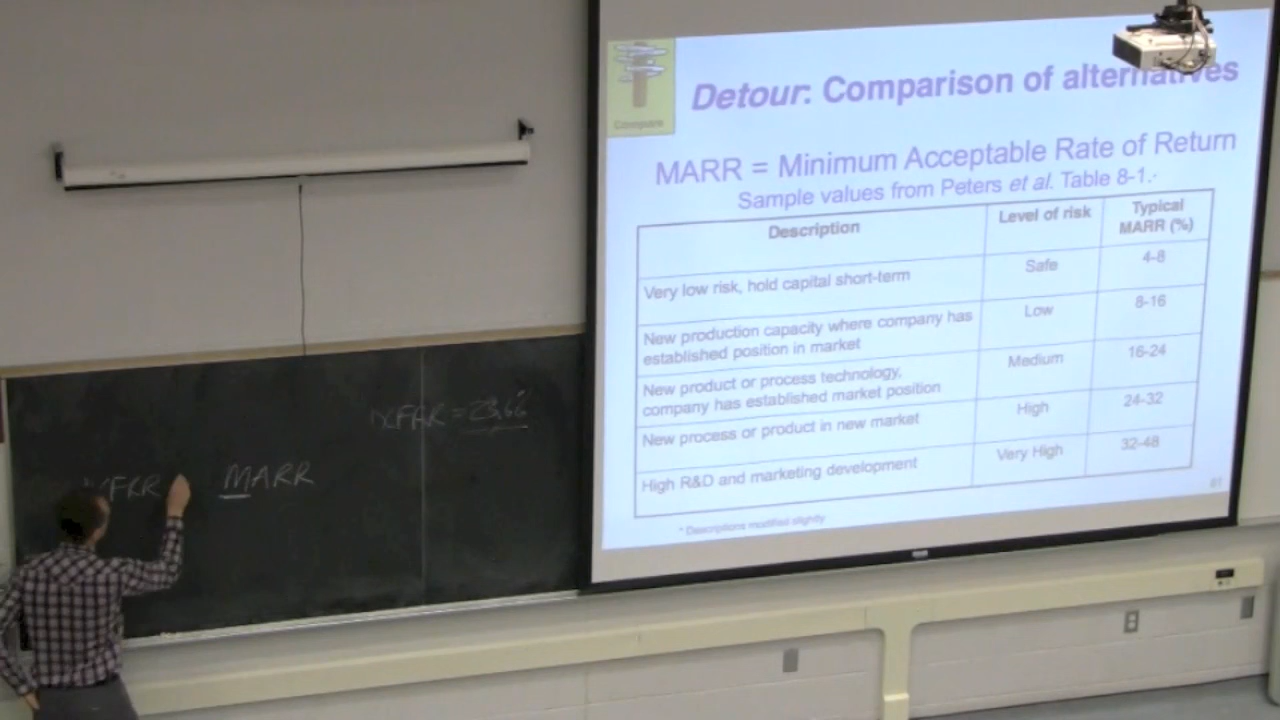 Compare
Detour: Comparison of alternatives
MARR = Minimum Acceptable Rate of Return
Sample values from Peters et al. Table 8-1.*
Description Level of risk Typical MARR (%)
Very low risk, hold capital short-term Safe 4-8
New production capacity where company has established position in market Low 8-16
New product or process technology, company has established market position Medium 16-24
New process or product in new market High 24-32
High R&D and marketing development Very High 32-48
* Descriptions modified slightly
MARR